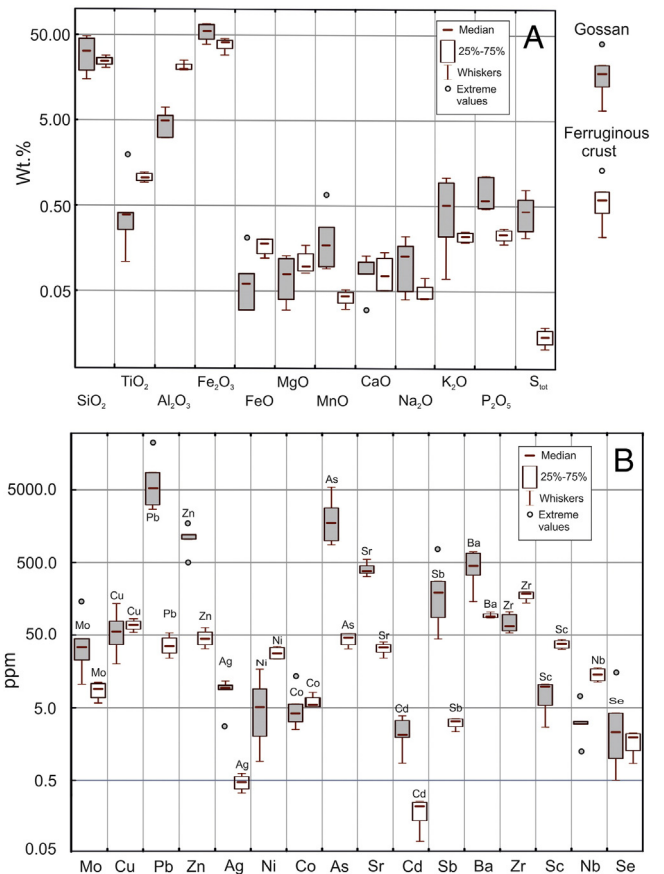 A
Median
25%-75%
Whiskers
Extreme
values
Gossan
Ferruginous
crust
50.00
5.00
0.50
0.05
Wt.%
TiO₂ Fe₂O₃ MgO CaO K₂O Sₜₒₜ
SiO₂ Al₂O₃ FeO MnO Na₂O P₂O₅
B
Median
25%-75%
Whiskers
Extreme
values
5000.0
500.0
50.0
5.0
0.5
0.05
ppm
Mo
Mo
Cu
Cu
Pb
Pb
Zn
Zn
Ag
Ag
Ni
Ni
Co
Co
As
As
Sr
Sr
Cd
Cd
Sb
Sb
Ba
Ba
Zr
Zr
Sc
Sc
Nb
Se
Mo Cu Pb Zn Ag Ni Co As Sr Cd Sb Ba Zr Sc Nb Se